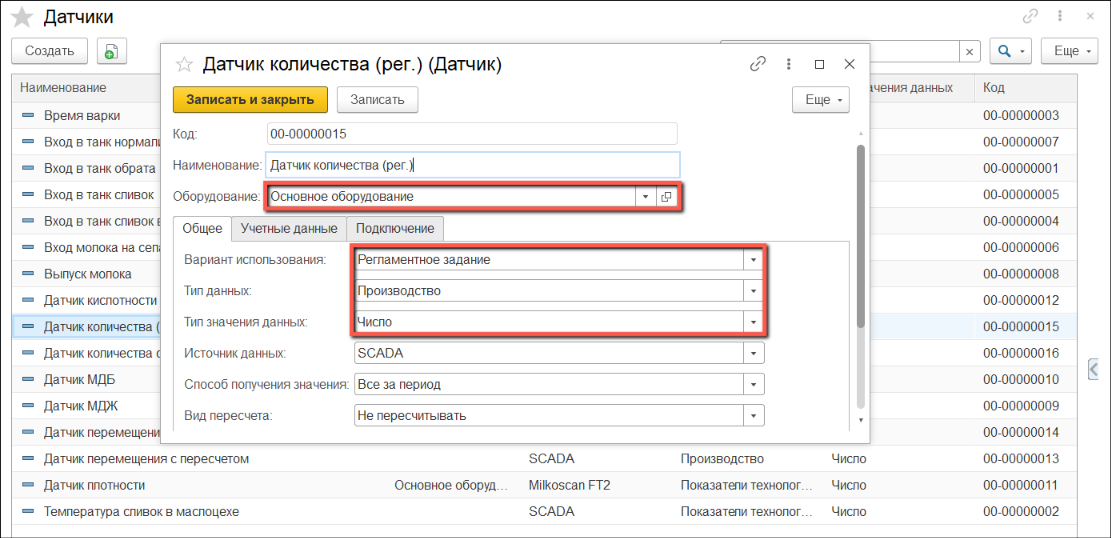 Датчики
Создать
Еще
Наименование
ачения данных
Код
Время варки
00-00000003
Вход в танк нормали
00-00000007
Вход в танк обрата
00-00000001
Вход в танк сливок
00-00000005
Вход в танк сливок в
00-00000004
Вход молока на сепа
00-00000006
Выпуск молока
00-00000008
Датчик кислотности
00-00000012
Датчик количества (
00-00000015
Датчик количества с
00-00000016
Датчик МДБ
00-00000010
Датчик МДЖ
00-00000009
Датчик перемещени
00-00000014
Датчик перемещения с пересчетом SCADA Производство Число 00-00000013
Датчик плотности Основное оборуд... Milkoscan FT2 Показатели технолог... Число 00-00000011
Температура сливок в маслоцехе SCADA Показатели технолог... Число 00-00000002
Датчик количества (рег.) (Датчик)
Записать и закрыть Записать Еще
Код: 00-00000015
Наименование: Датчик количества (рег.)
Оборудование: Основное оборудование
Общее Учетные данные Подключение
Вариант использования: Регламентное задание
Тип данных: Производство
Тип значения данных: Число
Источник данных: SCADA
Способ получения значения: Все за период
Вид пересчета: Не пересчитывать